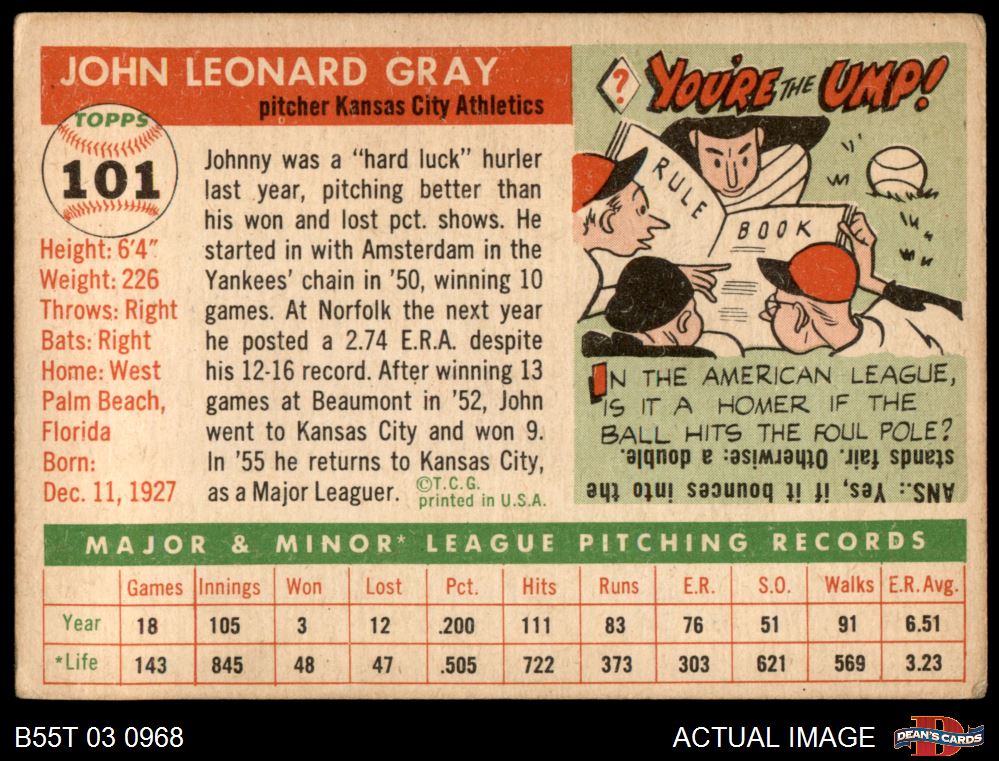 JOHN LEONARD GRAY
pitcher Kansas City Athletics
TOPPS
101
Height: 6'4"
Weight: 226
Throws: Right
Bats: Right
Home: West
Palm Beach,
Florida
Born:
Dec. 11, 1927
Johnny was a "hard luck" hurler
last year, pitching better than
his won and lost pct. shows. He
started in with Amsterdam in the
Yankees' chain in '50, winning 10
games. At Norfolk the next year
he posted a 2.74 E.R.A. despite
his 12-16 record. After winning 13
games at Beaumont in '52, John
went to Kansas City and won 9.
In '55 he returns to Kansas City,
as a Major Leaguer.
©T.C.G.
printed in U.S.A.
? YOU'RE THE UMP!
RULE
BOOK
IN THE AMERICAN LEAGUE,
IS IT A HOMER IF THE
BALL HITS THE FOUL POLE?
ANS.: Yes, if it bounces into the
stands fair. Otherwise: a double.
MAJOR & MINOR* LEAGUE PITCHING RECORDS
Games Innings Won Lost Pct. Hits Runs E.R. S.O. Walks E.R. Avg.
Year 18 105 3 12 .200 111 83 76 51 91 6.51
*Life 143 845 48 47 .505 722 373 303 621 569 3.23
B55T 03 0968
ACTUAL IMAGE
DEAN'S CARDS